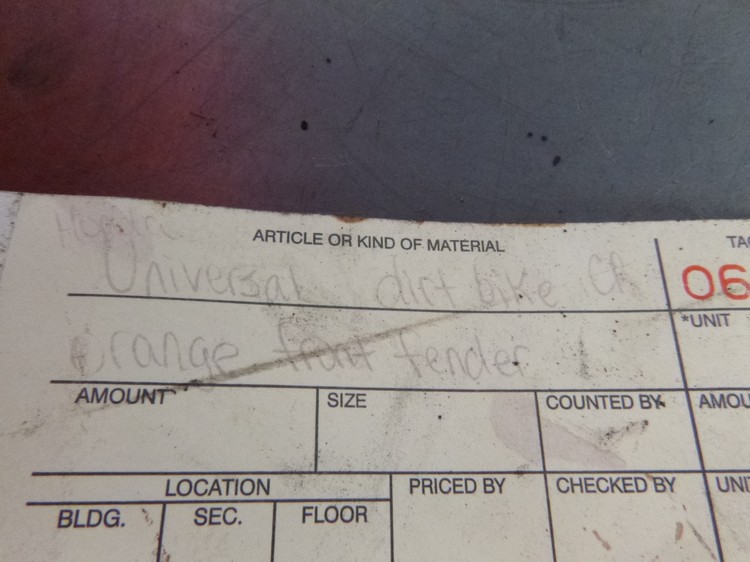 ARTICLE OR KIND OF MATERIAL
Universal dirt bike CR
06
*UNIT
orange front fender
AMOUNT
SIZE
COUNTED BY
AMOU
LOCATION
PRICED BY
CHECKED BY
UNI
BLDG.
SEC.
FLOOR